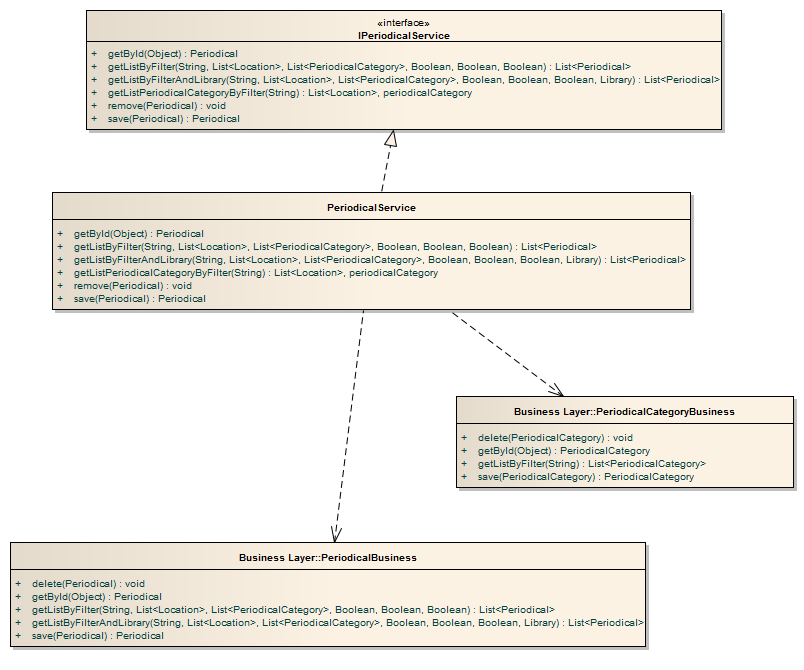 «interface»
IPeriodicalService
+ getById(Object) : Periodical
+ getListByFilter(String, List<Location>, List<PeriodicalCategory>, Boolean, Boolean, Boolean) : List<Periodical>
+ getListByFilterAndLibrary(String, List<Location>, List<PeriodicalCategory>, Boolean, Boolean, Boolean, Library) : List<Periodical>
+ getListPeriodicalCategoryByFilter(String) : List<Location>, periodicalCategory
+ remove(Periodical) : void
+ save(Periodical) : Periodical
PeriodicalService
+ getById(Object) : Periodical
+ getListByFilter(String, List<Location>, List<PeriodicalCategory>, Boolean, Boolean, Boolean) : List<Periodical>
+ getListByFilterAndLibrary(String, List<Location>, List<PeriodicalCategory>, Boolean, Boolean, Boolean, Library) : List<Periodical>
+ getListPeriodicalCategoryByFilter(String) : List<Location>, periodicalCategory
+ remove(Periodical) : void
+ save(Periodical) : Periodical
Business Layer::PeriodicalCategoryBusiness
+ delete(PeriodicalCategory) : void
+ getById(Object) : PeriodicalCategory
+ getListByFilter(String) : List<PeriodicalCategory>
+ save(PeriodicalCategory) : PeriodicalCategory
Business Layer::PeriodicalBusiness
+ delete(Periodical) : void
+ getById(Object) : Periodical
+ getListByFilter(String, List<Location>, List<PeriodicalCategory>, Boolean, Boolean, Boolean) : List<Periodical>
+ getListByFilterAndLibrary(String, List<Location>, List<PeriodicalCategory>, Boolean, Boolean, Boolean, Library) : List<Periodical>
+ save(Periodical) : Periodical